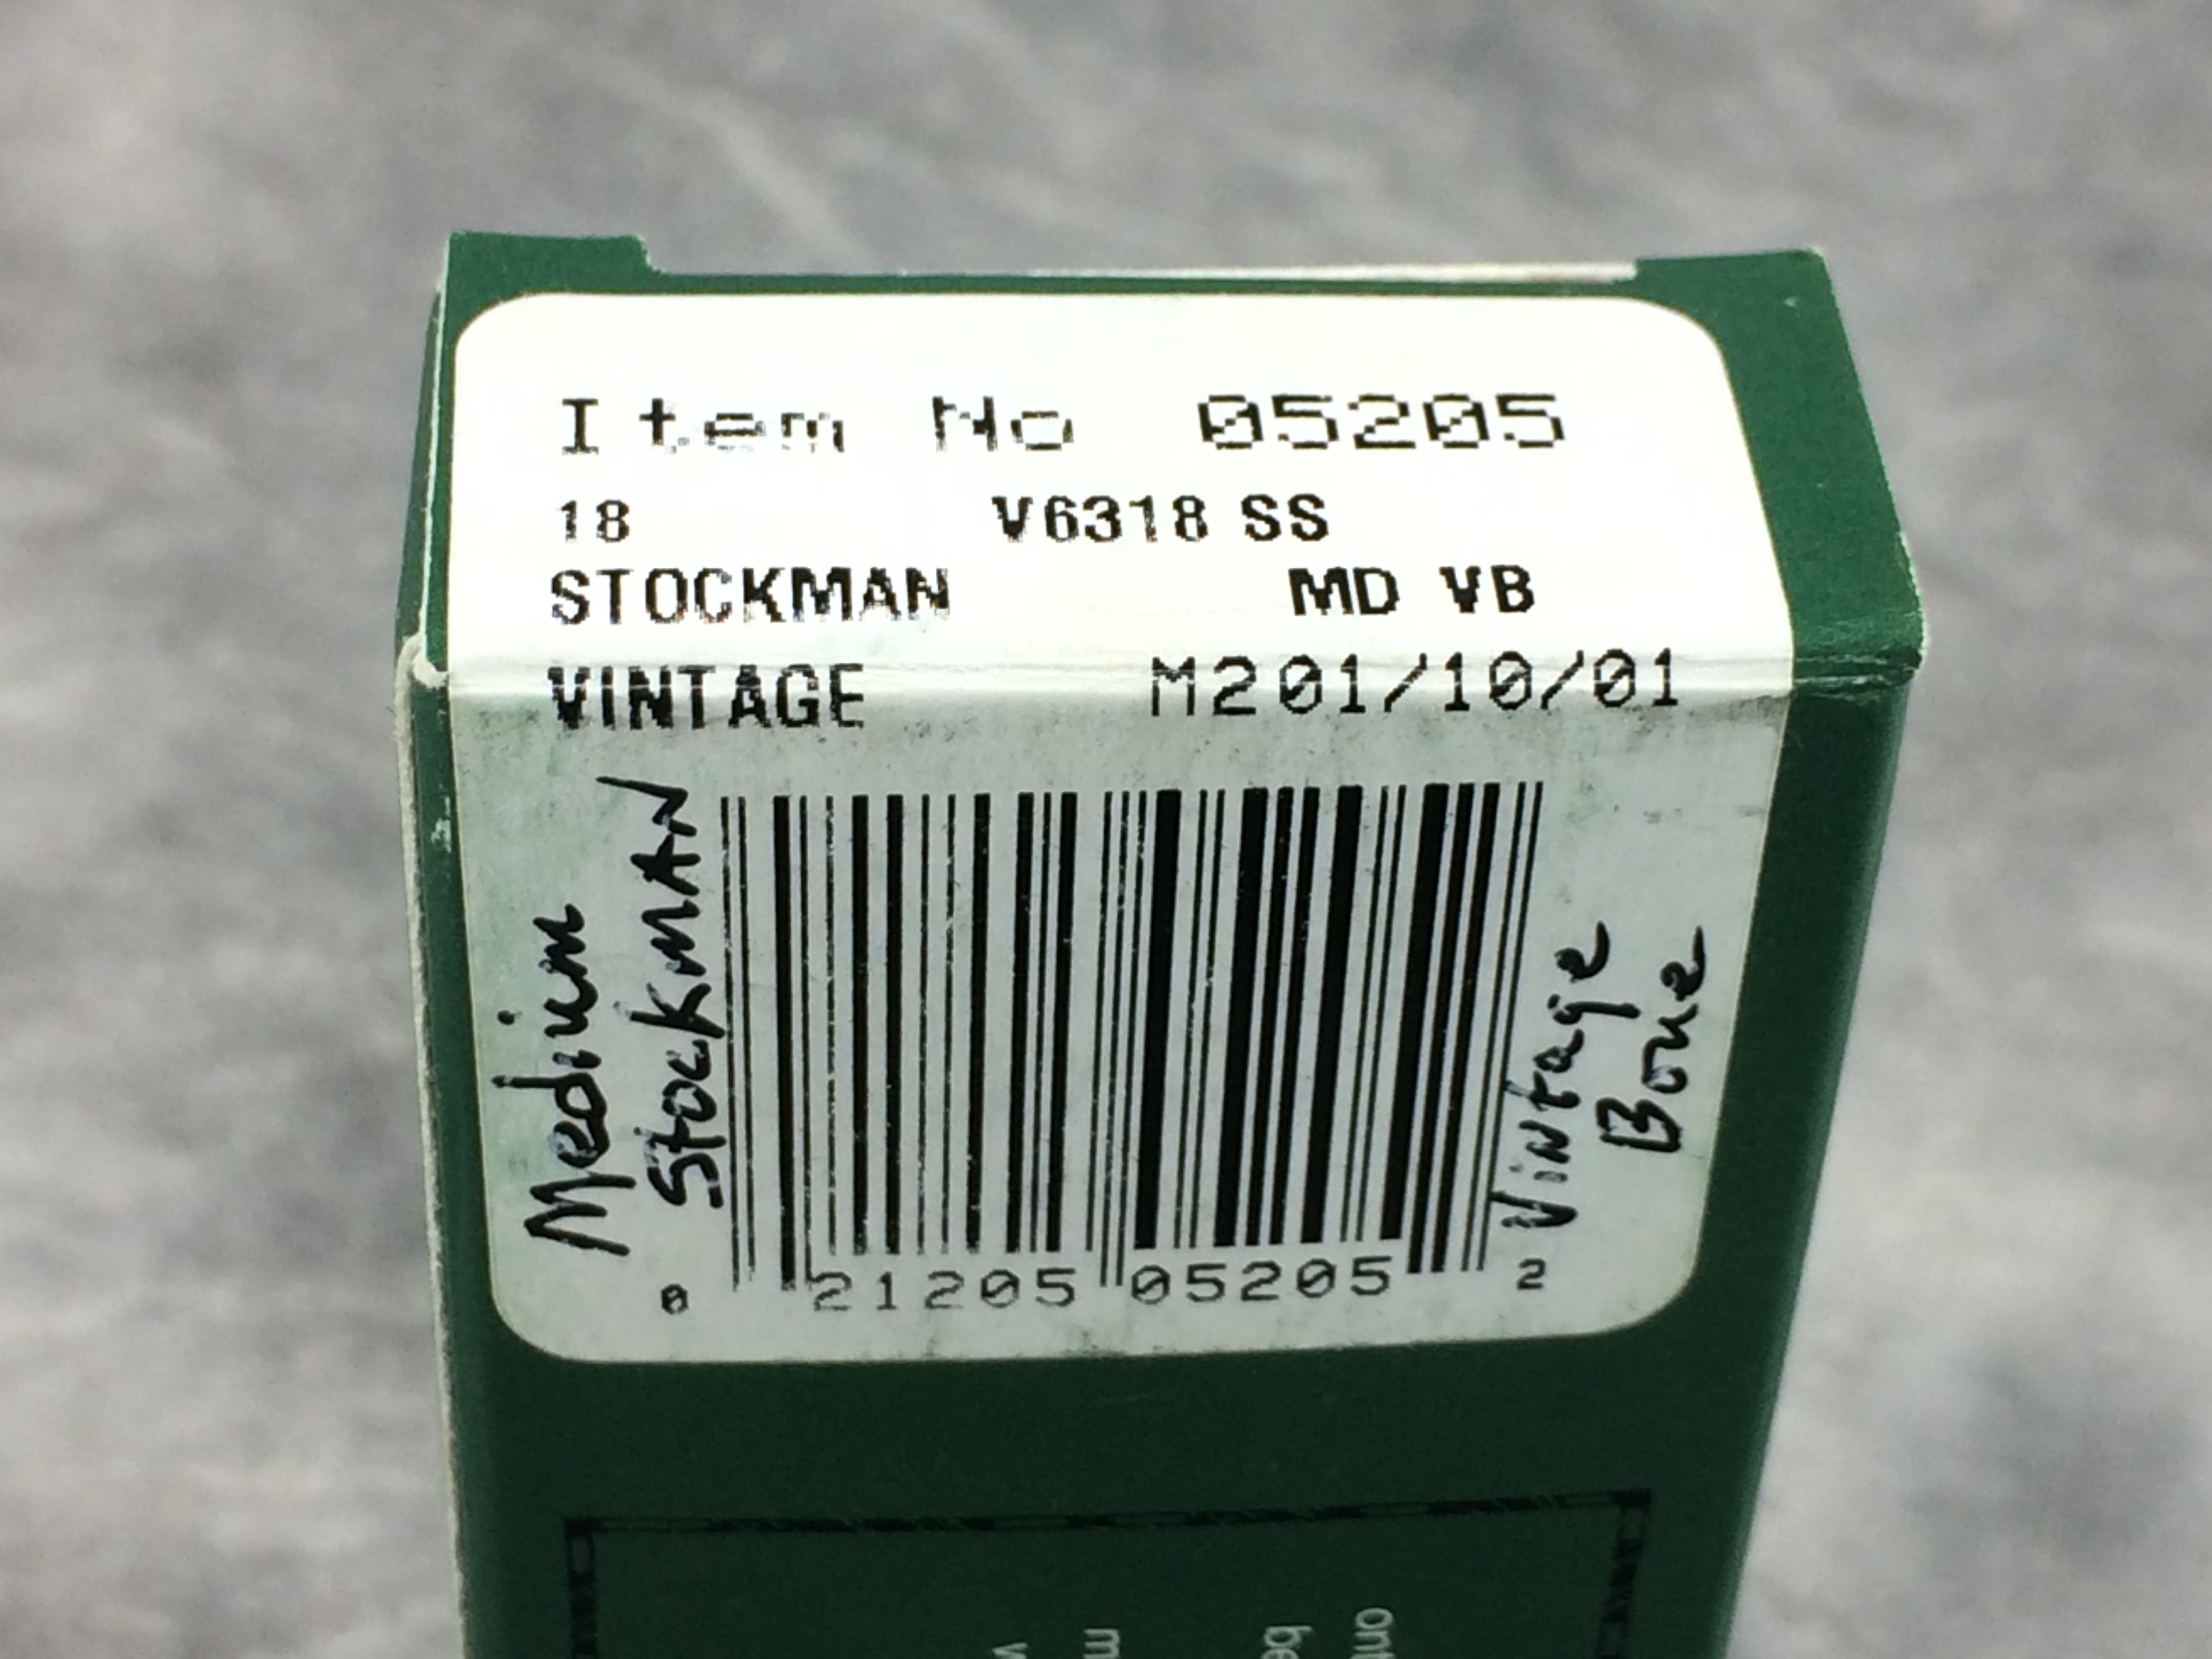 Item No 05205
18 V6318 SS
STOCKMAN MD VB
VINTAGE M201/10/01
Medium
Stockman
Vintage
Bone
0 21205 05205 2